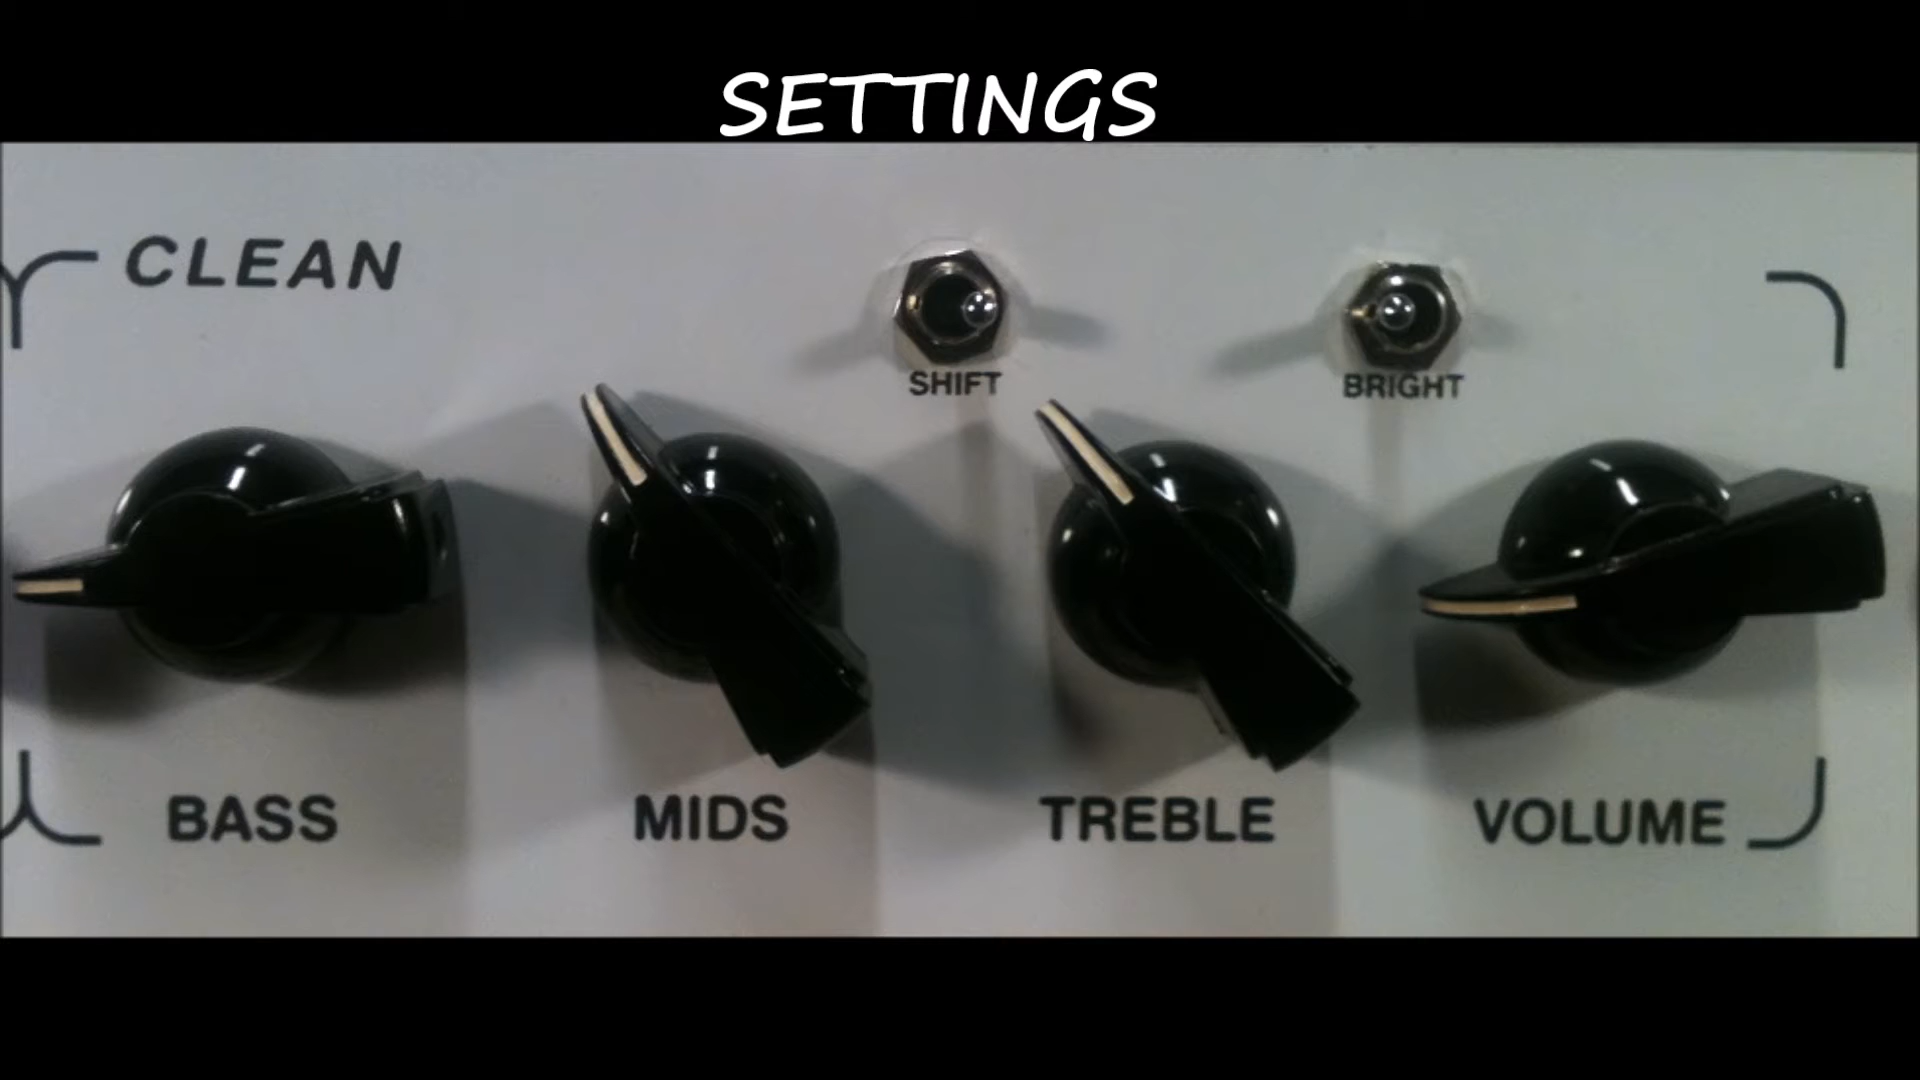 SETTINGS
CLEAN
SHIFT
BRIGHT
BASS
MIDS
TREBLE
VOLUME